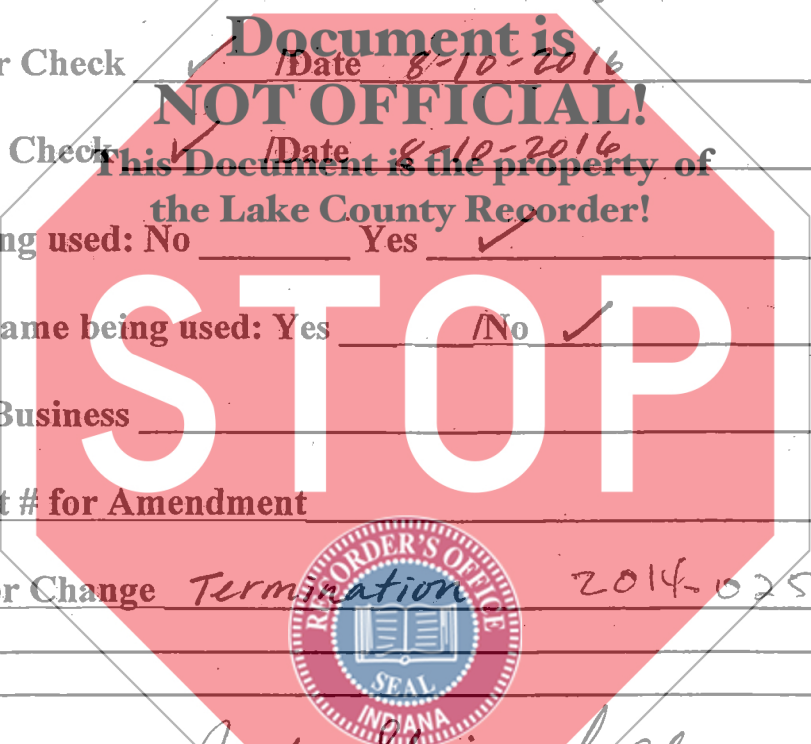 Document is
r Check ✓ /Date 8-10-2016
NOT OFFICIAL!
Check ✓ /Date 8-10-2016
This Document is the property of
the Lake County Recorder!
ng used: No Yes ✓
ame being used: Yes /No ✓
STOP
Business
t # for Amendment
r Change Termination 2014-025
RECORDER'S OFFICE
SEAL
INDIANA